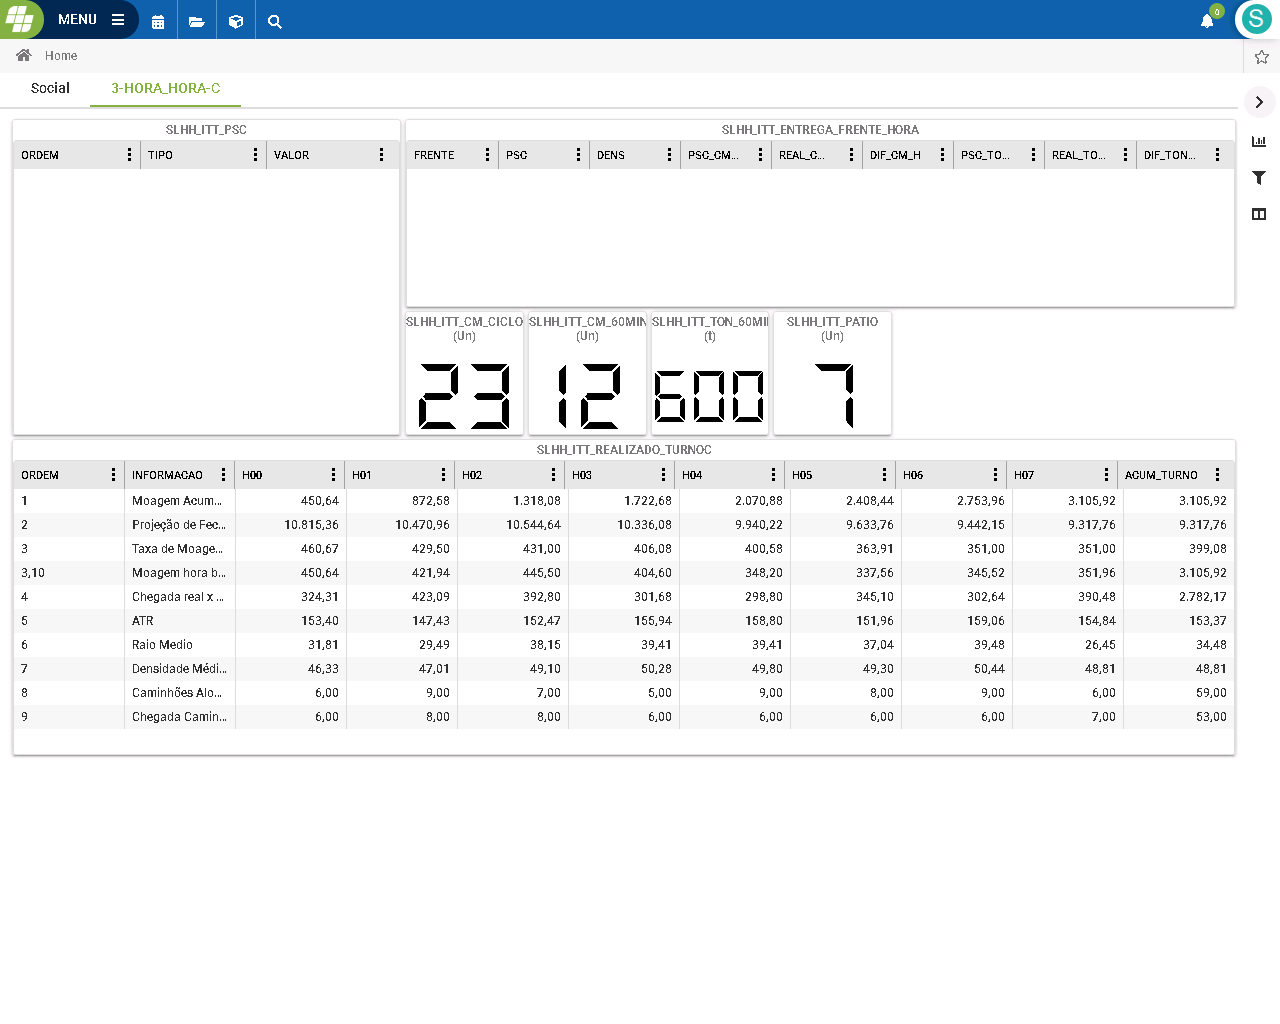 MENU
0
S
Home
Social 3-HORA_HORA-C
SLHH_ITT_PSC
ORDEM TIPO VALOR
SLHH_ITT_ENTREGA_FRENTE_HORA
FRENTE PSC DENS PSC_CM... REAL_C... DIF_CM_H PSC_TO... REAL_TO... DIF_TON...
SLHH_ITT_CM_CICLO
(Un)
23
SLHH_ITT_CM_60MIN
(Un)
12
SLHH_ITT_TON_60MI
(t)
600
SLHH_ITT_PATIO
(Un)
7
SLHH_ITT_REALIZADO_TURNOC
ORDEM INFORMACAO H00 H01 H02 H03 H04 H05 H06 H07 ACUM_TURNO
1 Moagem Acum... 450,64 872,58 1.318,08 1.722,68 2.070,88 2.408,44 2.753,96 3.105,92 3.105,92
2 Projeção de Fec... 10.815,36 10.470,96 10.544,64 10.336,08 9.940,22 9.633,76 9.442,15 9.317,76 9.317,76
3 Taxa de Moage... 460,67 429,50 431,00 406,08 400,58 363,91 351,00 351,00 399,08
3,10 Moagem hora b... 450,64 421,94 445,50 404,60 348,20 337,56 345,52 351,96 3.105,92
4 Chegada real x ... 324,31 423,09 392,80 301,68 298,80 345,10 302,64 390,48 2.782,17
5 ATR 153,40 147,43 152,47 155,94 158,80 151,96 159,06 154,84 153,37
6 Raio Medio 31,81 29,49 38,15 39,41 39,41 37,04 39,48 26,45 34,48
7 Densidade Médi... 46,33 47,01 49,10 50,28 49,80 49,30 50,44 48,81 48,81
8 Caminhões Alo... 6,00 9,00 7,00 5,00 9,00 8,00 9,00 6,00 59,00
9 Chegada Camin... 6,00 8,00 8,00 6,00 6,00 6,00 6,00 7,00 53,00